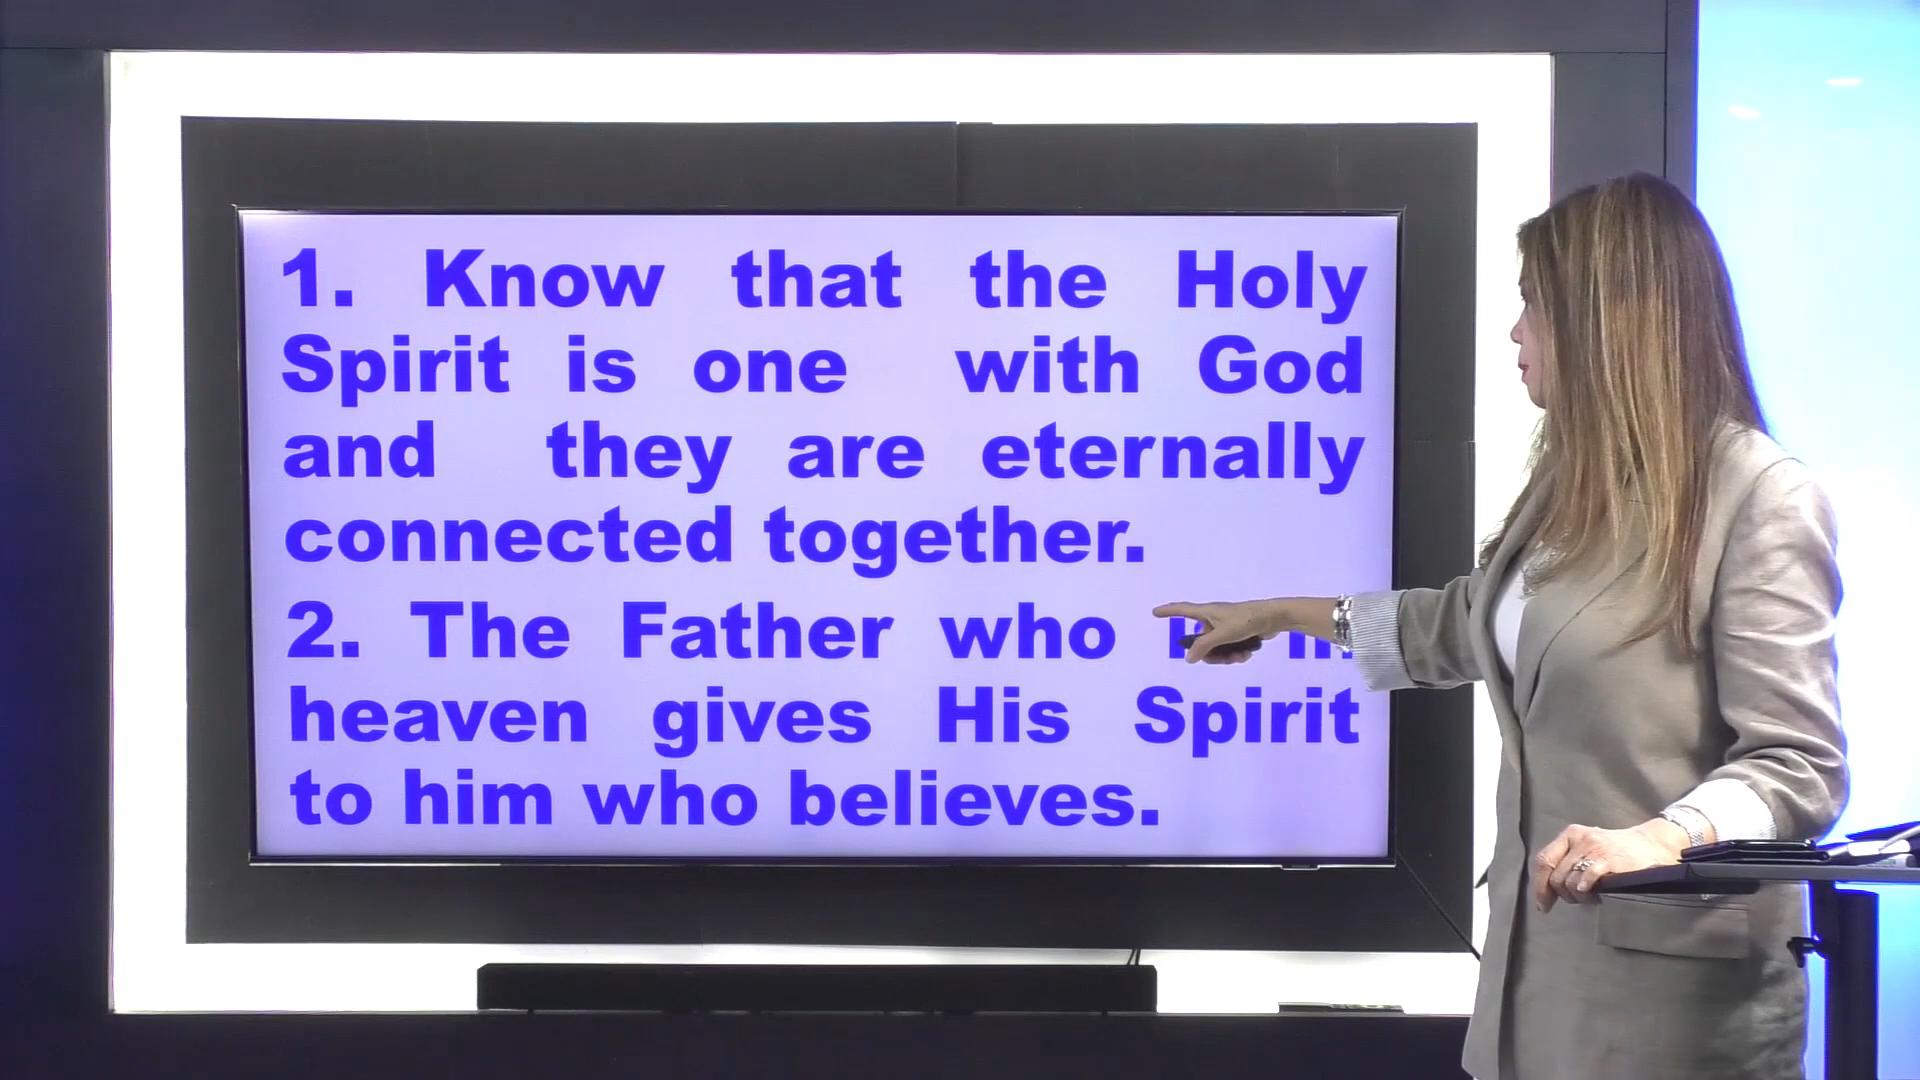 1. Know that the Holy
Spirit is one with God
and they are eternally
connected together.
2. The Father who in
heaven gives His Spirit
to him who believes.